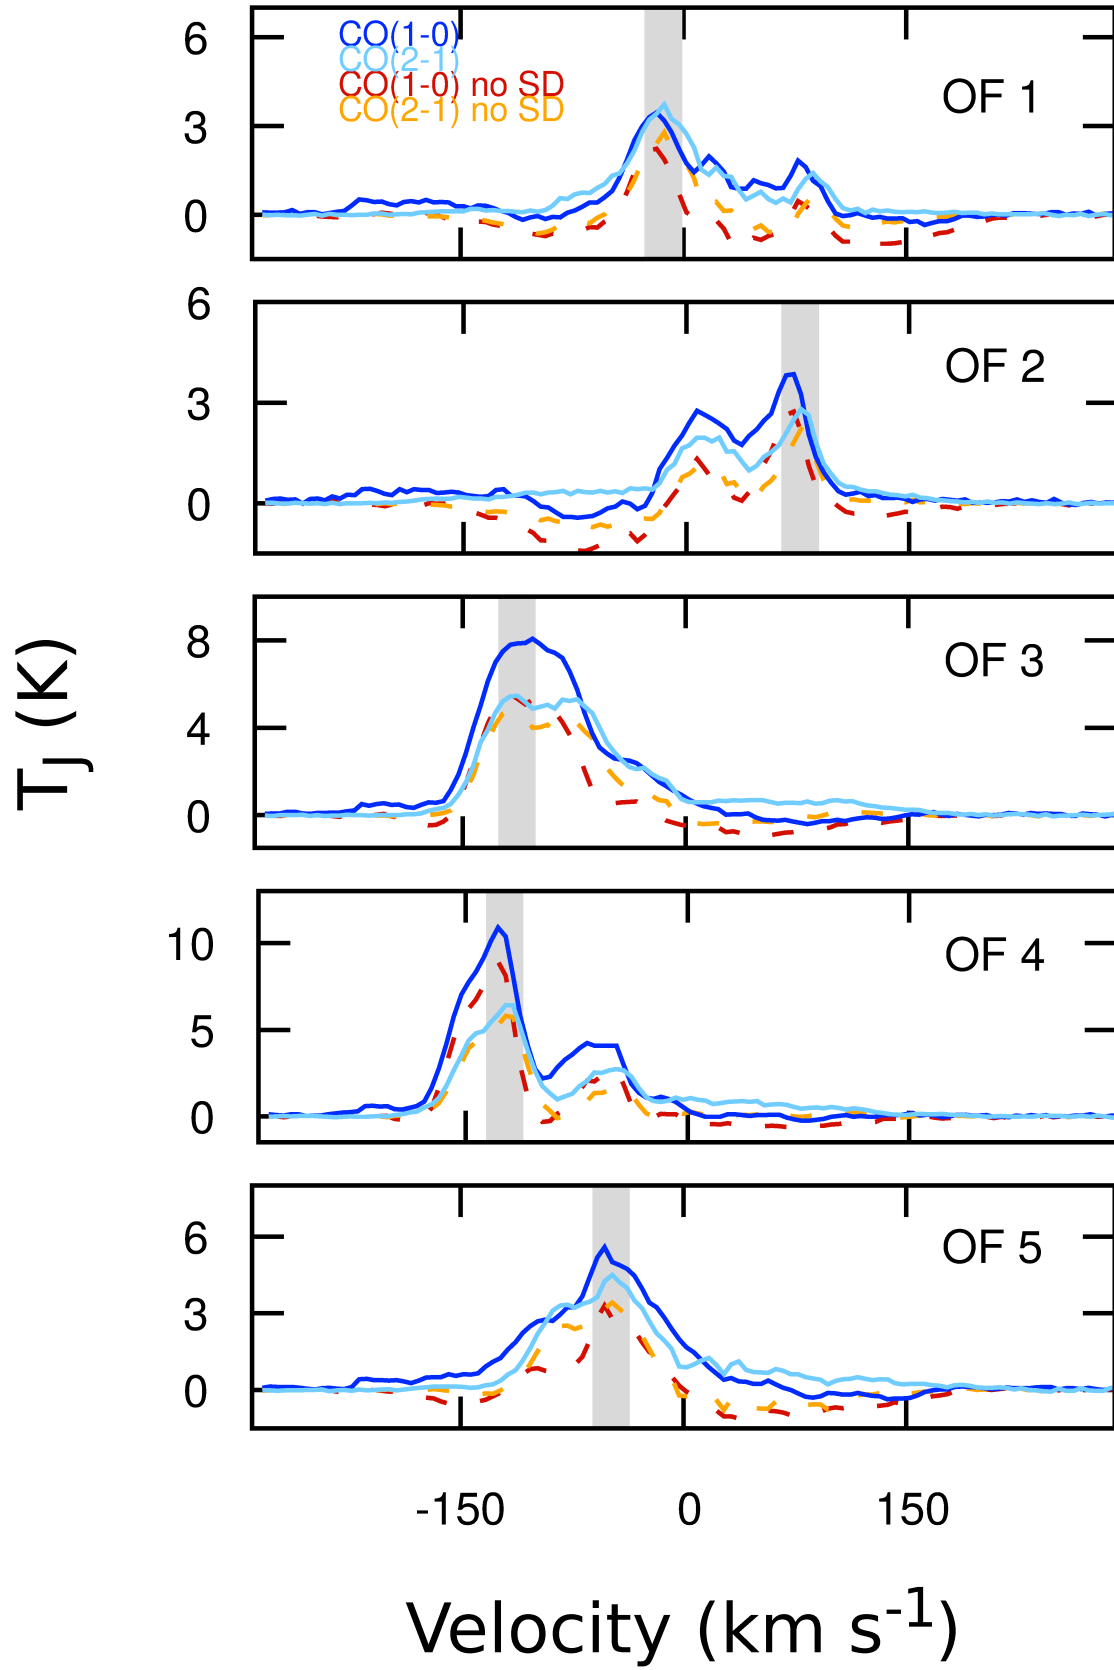 6
CO(1-0)
CO(2-1)
CO(1-0) no SD
CO(2-1) no SD
OF 1
3
0
6
OF 2
3
0
8
OF 3
4
0
10
OF 4
5
0
6
OF 5
3
0
TJ (K)
-150 0 150
Velocity (km s-1)